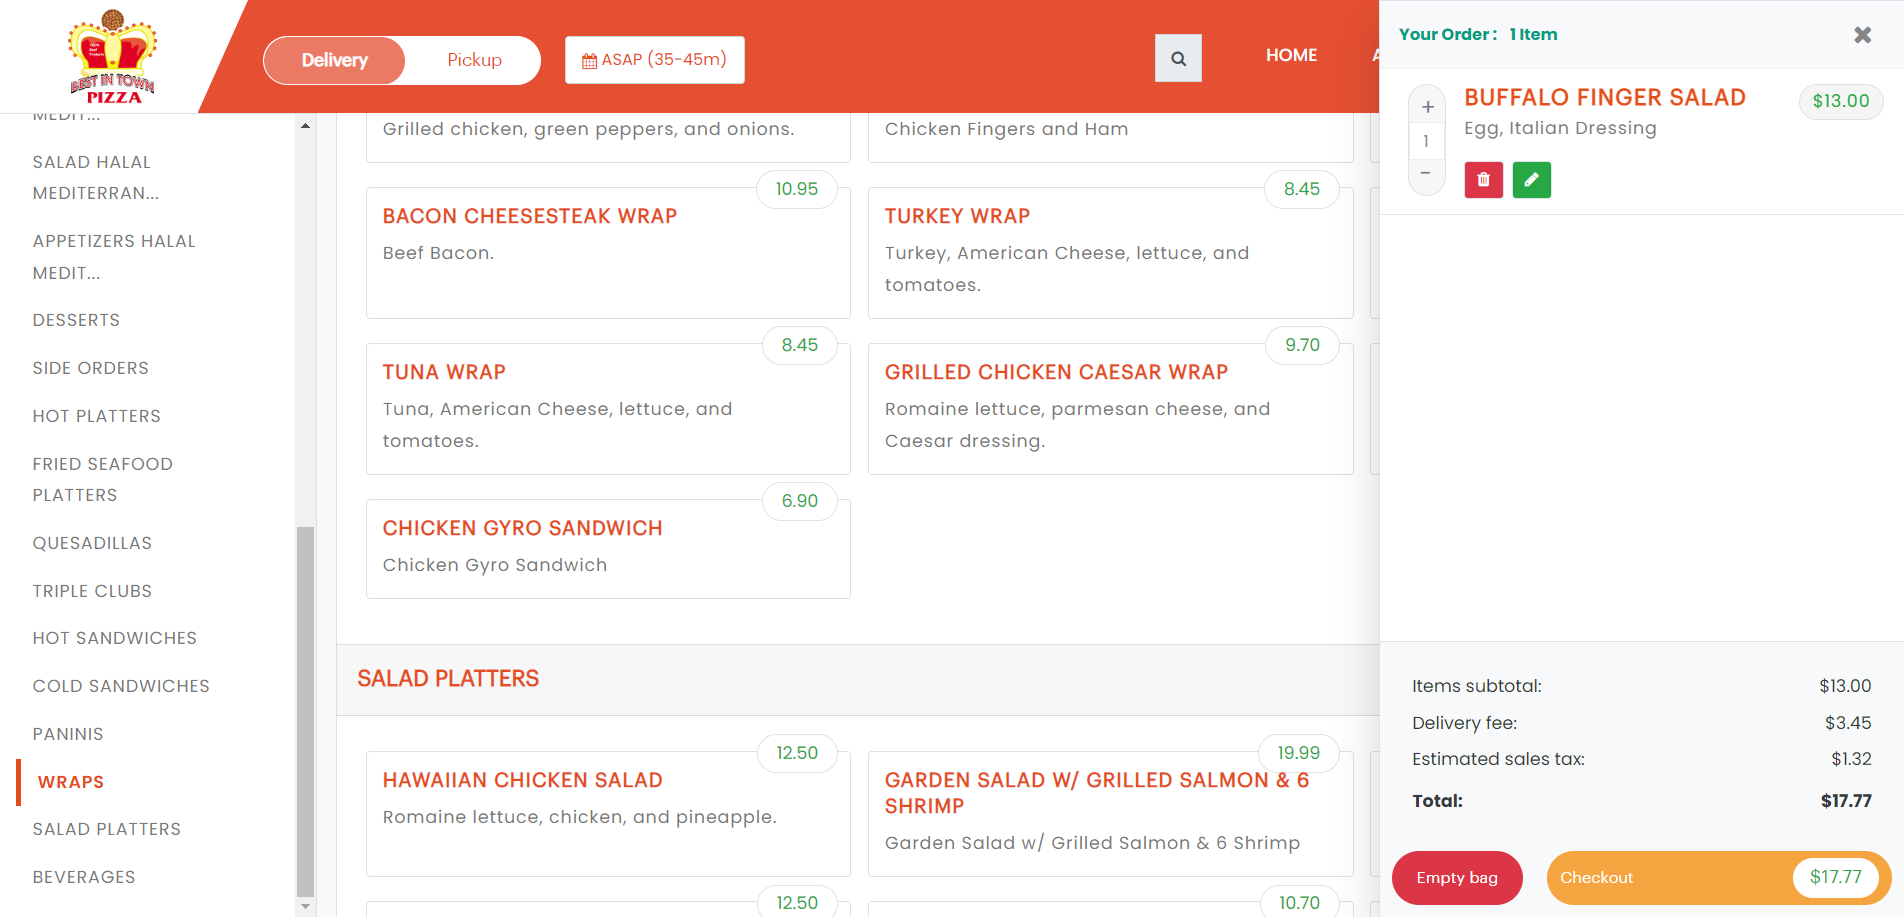 BEST IN TOWN
PIZZA
Delivery
Pickup
ASAP (35-45m)
HOME
Your Order : 1 Item
MEDIT...
SALAD HALAL
MEDITERRAN...
APPETIZERS HALAL
MEDIT...
DESSERTS
SIDE ORDERS
HOT PLATTERS
FRIED SEAFOOD
PLATTERS
QUESADILLAS
TRIPLE CLUBS
HOT SANDWICHES
COLD SANDWICHES
PANINIS
WRAPS
SALAD PLATTERS
BEVERAGES
Grilled chicken, green peppers, and onions.
Chicken Fingers and Ham
10.95
BACON CHEESESTEAK WRAP
Beef Bacon.
8.45
TURKEY WRAP
Turkey, American Cheese, lettuce, and
tomatoes.
8.45
TUNA WRAP
Tuna, American Cheese, lettuce, and
tomatoes.
9.70
GRILLED CHICKEN CAESAR WRAP
Romaine lettuce, parmesan cheese, and
Caesar dressing.
6.90
CHICKEN GYRO SANDWICH
Chicken Gyro Sandwich
SALAD PLATTERS
12.50
HAWAIIAN CHICKEN SALAD
Romaine lettuce, chicken, and pineapple.
19.99
GARDEN SALAD W/ GRILLED SALMON & 6
SHRIMP
Garden Salad w/ Grilled Salmon & 6 Shrimp
12.50
10.70
+
1
−
BUFFALO FINGER SALAD
$13.00
Egg, Italian Dressing
Items subtotal: $13.00
Delivery fee: $3.45
Estimated sales tax: $1.32
Total: $17.77
Empty bag
Checkout $17.77